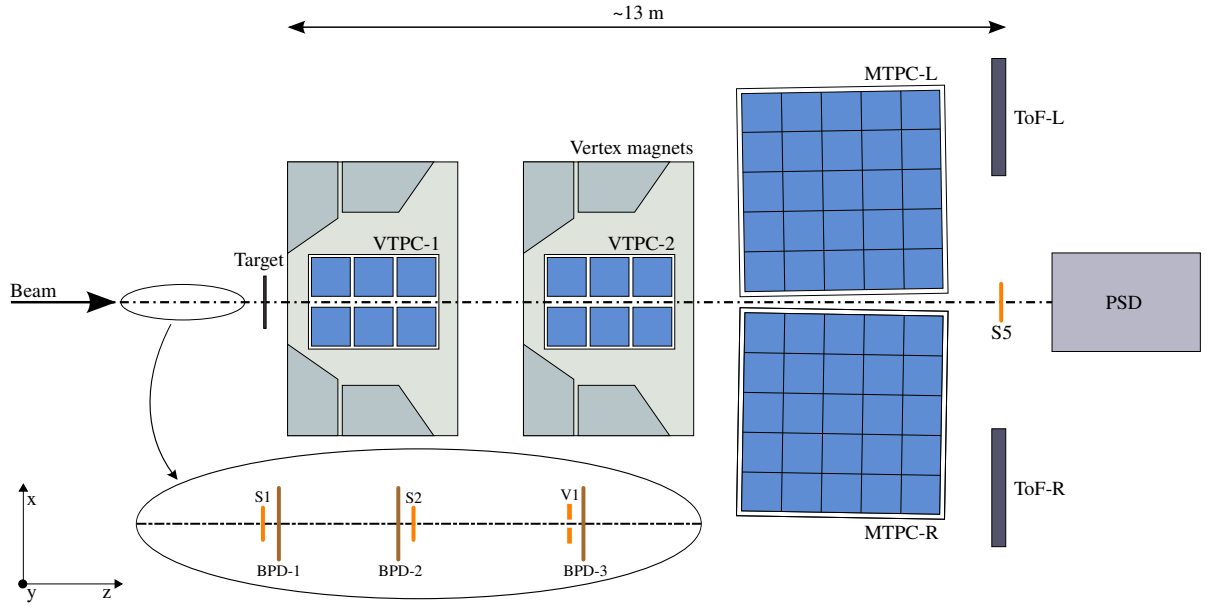 ~13 m
MTPC-L
ToF-L
Vertex magnets
VTPC-1
VTPC-2
Target
Beam
PSD
S5
S1
S2
V1
ToF-R
x
MTPC-R
BPD-1
BPD-2
BPD-3
y
z